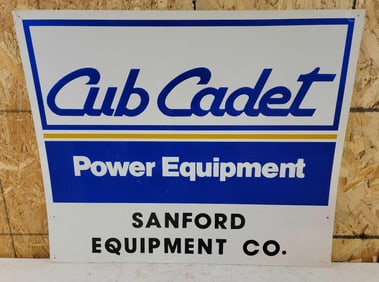 Cub Cadet
Power Equipment
SANFORD
EQUIPMENT CO.